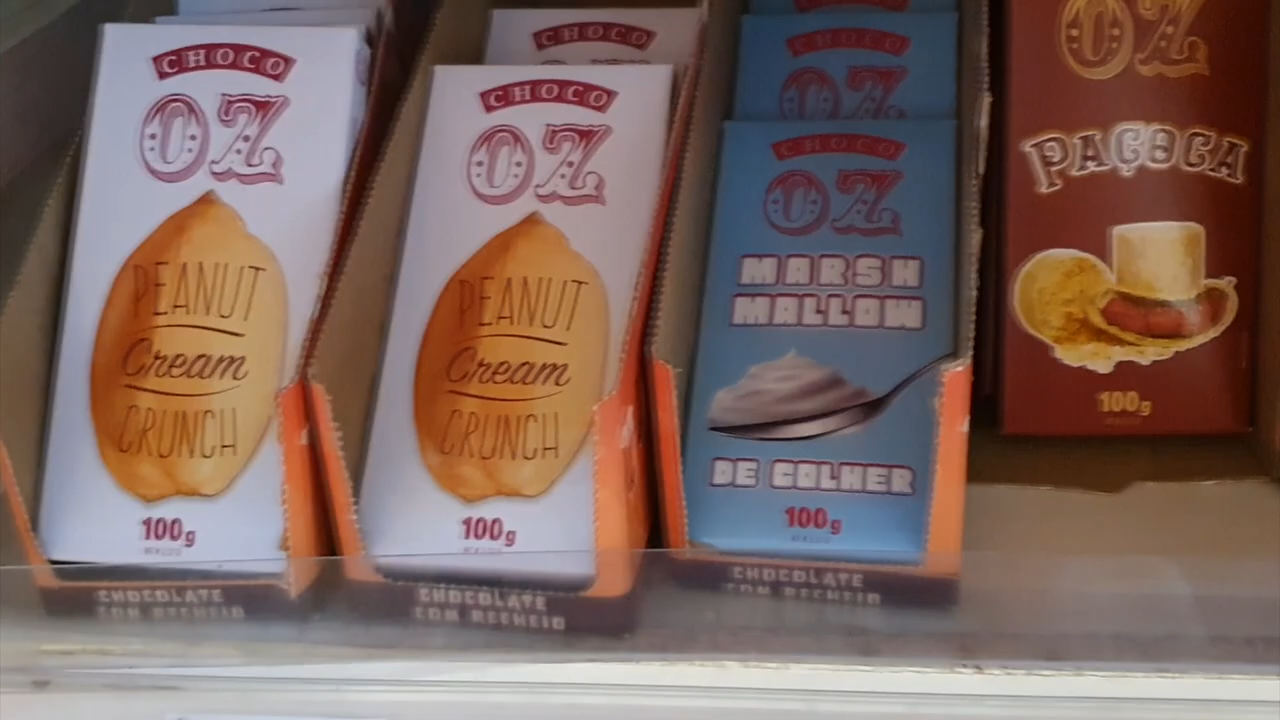 CHOCO
OZ
PEANUT
Cream
CRUNCH
100g
CHOCOLATE
COM RECHEIO
CHOCO
CHOCO
OZ
PEANUT
Cream
CRUNCH
100g
CHOCOLATE
COM RECHEIO
CHOCO
OZ
CHOCO
OZ
MARSH
MALLOW
DE COLHER
100g
CHOCOLATE
COM RECHEIO
OZ
PAÇOCA
100g